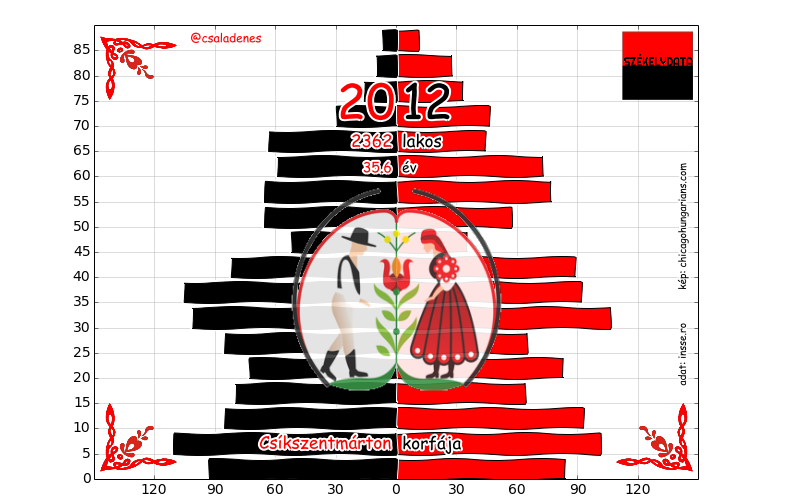 @csaladenes
SZÉKELYDATA
2012
2362 lakos
35.6 év
kép: chicagohungarians.com
adat: insse.ro
Csíkszentmárton korfája
85
80
75
70
65
60
55
50
45
40
35
30
25
20
15
10
5
0
120 90 60 30 0 30 60 90 120